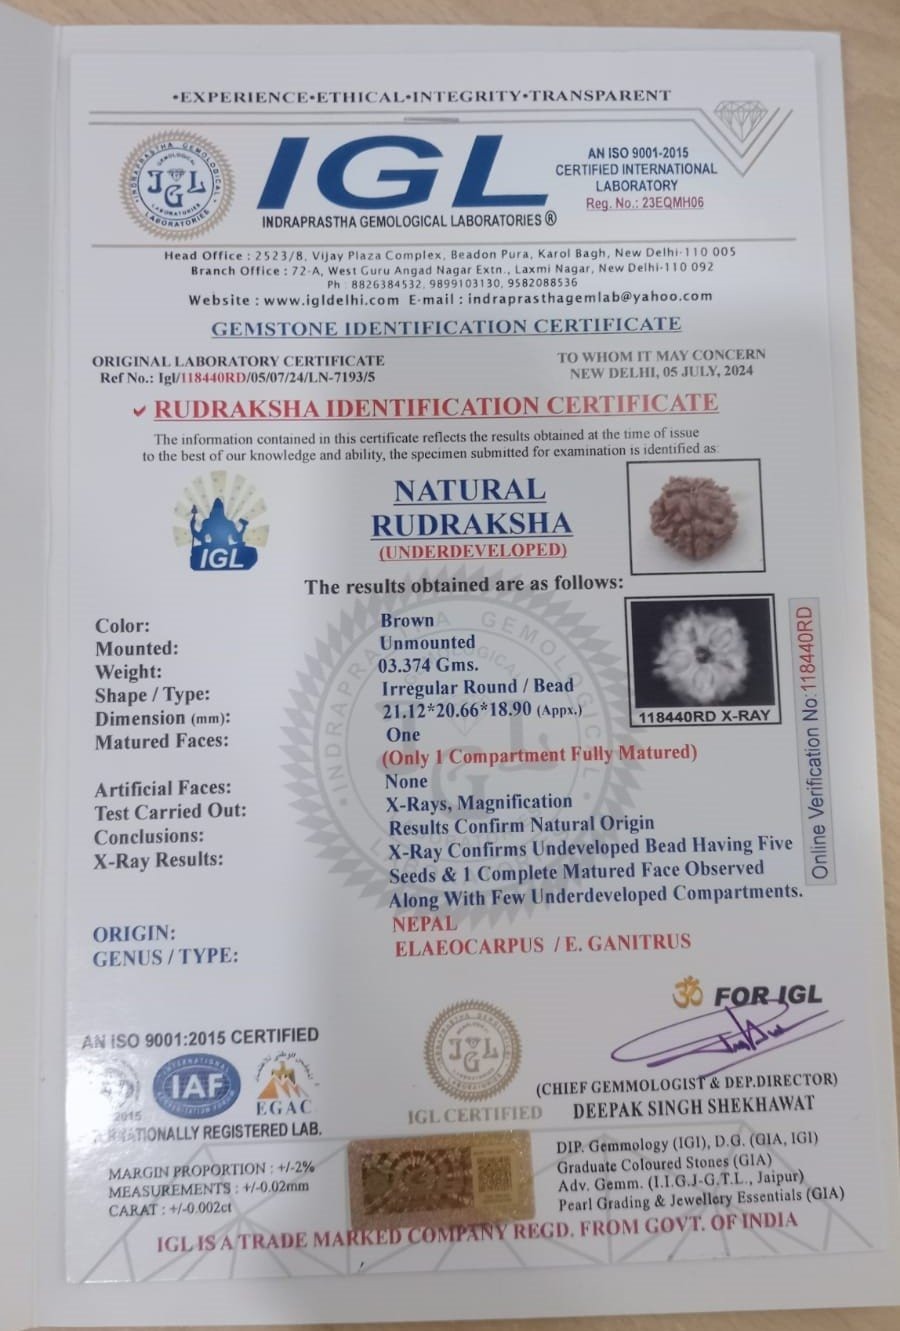 •EXPERIENCE•ETHICAL•INTEGRITY•TRANSPARENT
INDRAPRASTHA GEMOLOGICAL LABORATORIES
GEMOLOGICAL LABORATORIES
IGL
IGL
INDRAPRASTHA GEMOLOGICAL LABORATORIES ®
AN ISO 9001-2015
CERTIFIED INTERNATIONAL
LABORATORY
Reg. No.: 23EQMH06
Head Office : 2523/8, Vijay Plaza Complex, Beadon Pura, Karol Bagh, New Delhi-110 005
Branch Office : 72-A, West Guru Angad Nagar Extn., Laxmi Nagar, New Delhi-110 092
Ph : 8826384532, 9899103130, 9582088536
Website : www.igldelhi.com E-mail : indraprasthagemlab@yahoo.com
GEMSTONE IDENTIFICATION CERTIFICATE
ORIGINAL LABORATORY CERTIFICATE
Ref No.: Igl/118440RD/05/07/24/LN-7193/5
TO WHOM IT MAY CONCERN
NEW DELHI, 05 JULY, 2024
RUDRAKSHA IDENTIFICATION CERTIFICATE
The information contained in this certificate reflects the results obtained at the time of issue
to the best of our knowledge and ability, the specimen submitted for examination is identified as:
IGL
NATURAL
RUDRAKSHA
(UNDERDEVELOPED)
The results obtained are as follows:
Color: Brown
Mounted: Unmounted
Weight: 03.374 Gms.
Shape / Type: Irregular Round / Bead
Dimension (mm): 21.12*20.66*18.90 (Appx.)
Matured Faces: One
(Only 1 Compartment Fully Matured)
Artificial Faces: None
Test Carried Out: X-Rays, Magnification
Conclusions: Results Confirm Natural Origin
X-Ray Results: X-Ray Confirms Undeveloped Bead Having Five
Seeds & 1 Complete Matured Face Observed
Along With Few Underdeveloped Compartments.
118440RD X-RAY
Online Verification No:118440RD
ORIGIN: NEPAL
GENUS / TYPE: ELAEOCARPUS / E. GANITRUS
ॐ FOR IGL
(CHIEF GEMMOLOGIST & DEP.DIRECTOR)
DEEPAK SINGH SHEKHAWAT
AN ISO 9001:2015 CERTIFIED
2015
IAF
EGAC
IGL
IGL CERTIFIED
NATIONALLY REGISTERED LAB.
DIP. Gemmology (IGI), D.G. (GIA, IGI)
Graduate Coloured Stones (GIA)
Adv. Gemm. (I.I.G.J-G.T.L., Jaipur)
Pearl Grading & Jewellery Essentials (GIA)
MARGIN PROPORTION : +/-2%
MEASUREMENTS : +/-0.02mm
CARAT : +/-0.002ct
IGL IS A TRADE MARKED COMPANY REGD. FROM GOVT. OF INDIA